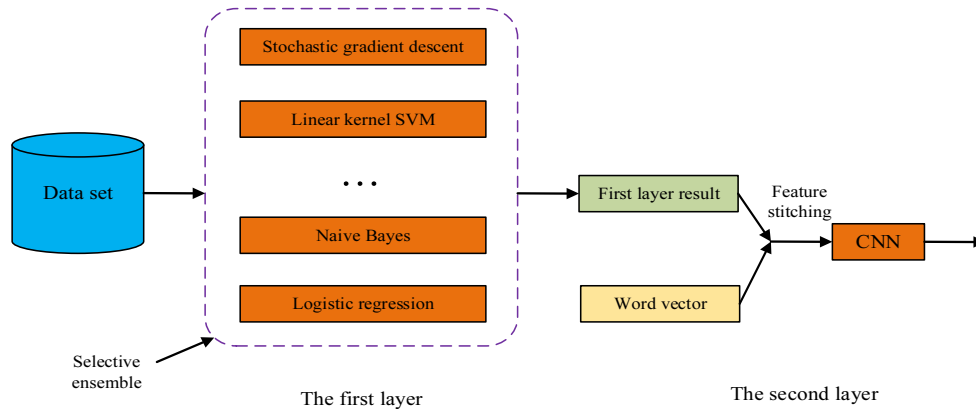 Stochastic gradient descent
Linear kernel SVM
...
Data set
First layer result
Feature
stitching
Naive Bayes
CNN
Logistic regression
Word vector
Selective
ensemble
The first layer
The second layer